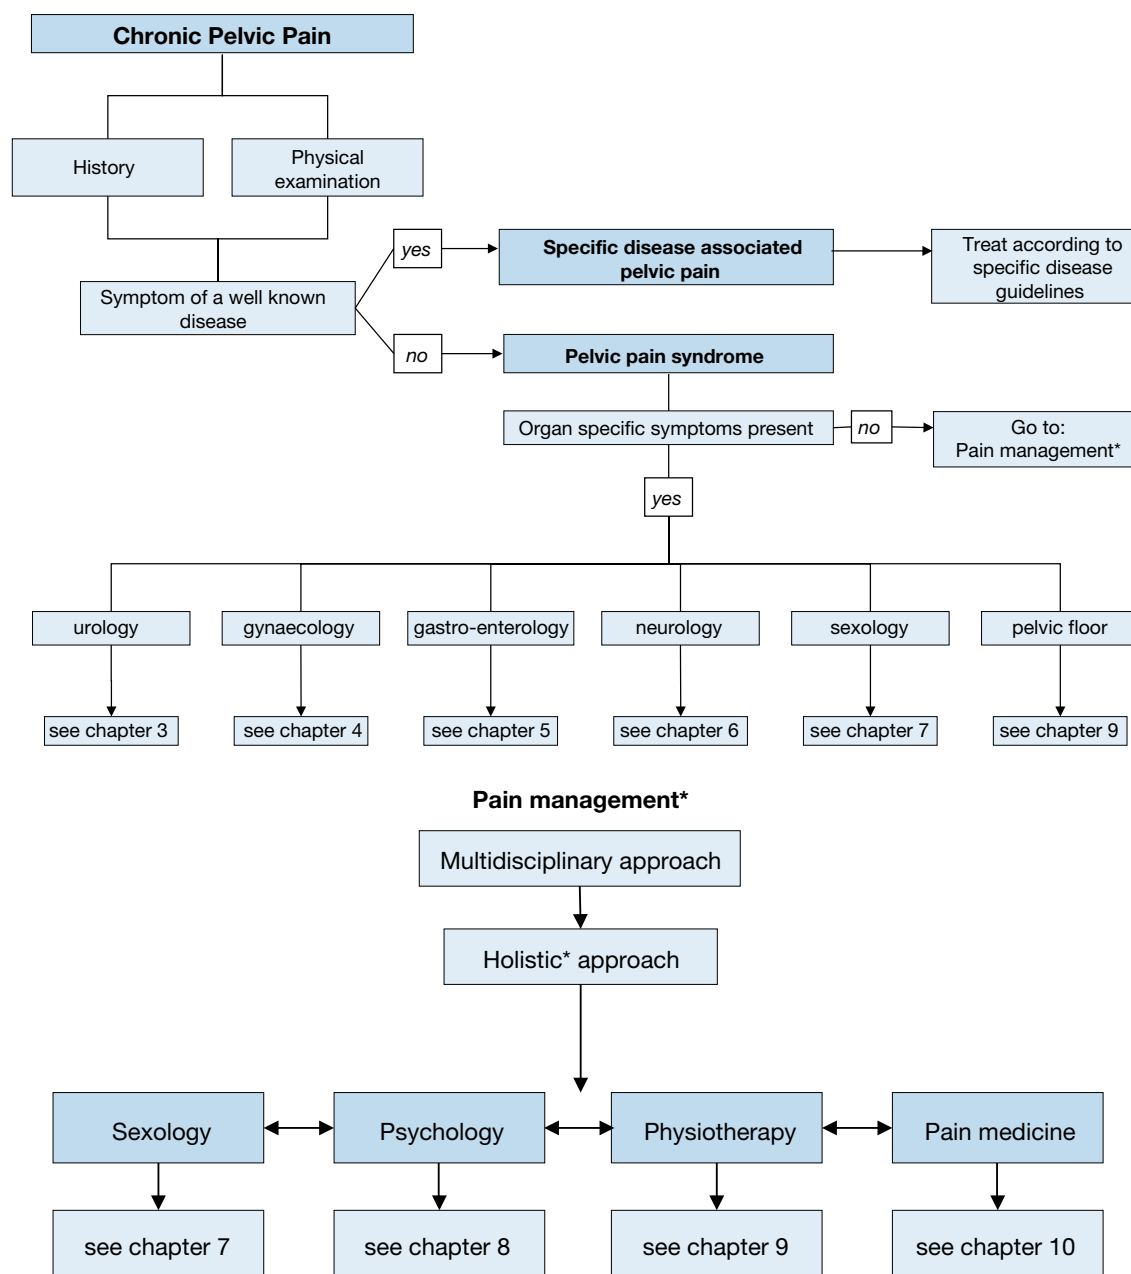 Chronic Pelvic Pain
History
Physical
examination
Symptom of a well known
disease
yes
Specific disease associated
pelvic pain
Treat according to
specific disease
guidelines
no
Pelvic pain syndrome
Organ specific symptoms present
no
Go to:
Pain management*
yes
urology
gynaecology
gastro-enterology
neurology
sexology
pelvic floor
see chapter 3
see chapter 4
see chapter 5
see chapter 6
see chapter 7
see chapter 9
Pain management*
Multidisciplinary approach
Holistic* approach
Sexology
Psychology
Physiotherapy
Pain medicine
see chapter 7
see chapter 8
see chapter 9
see chapter 10